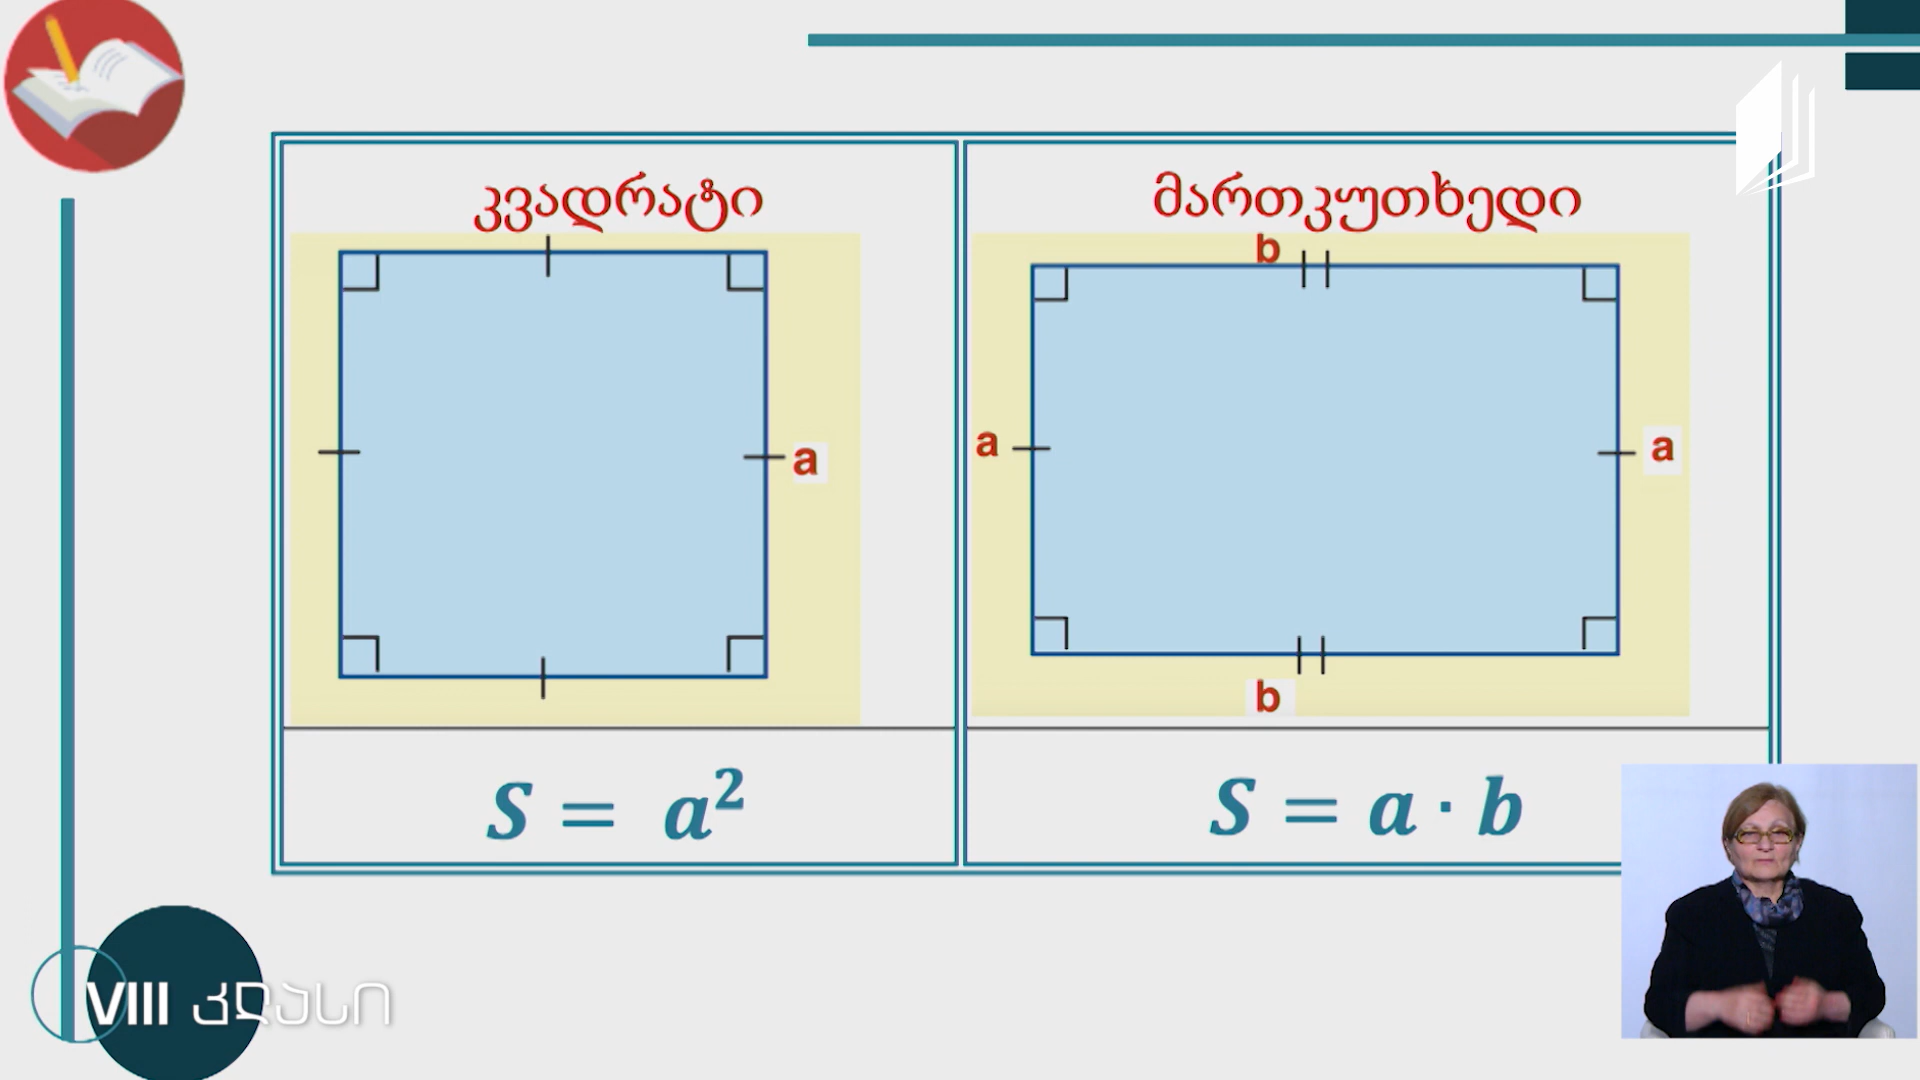 კვადრატი
a
S = a²
მართკუთხედი
b
a
a
b
S = a · b
VIII კლასი